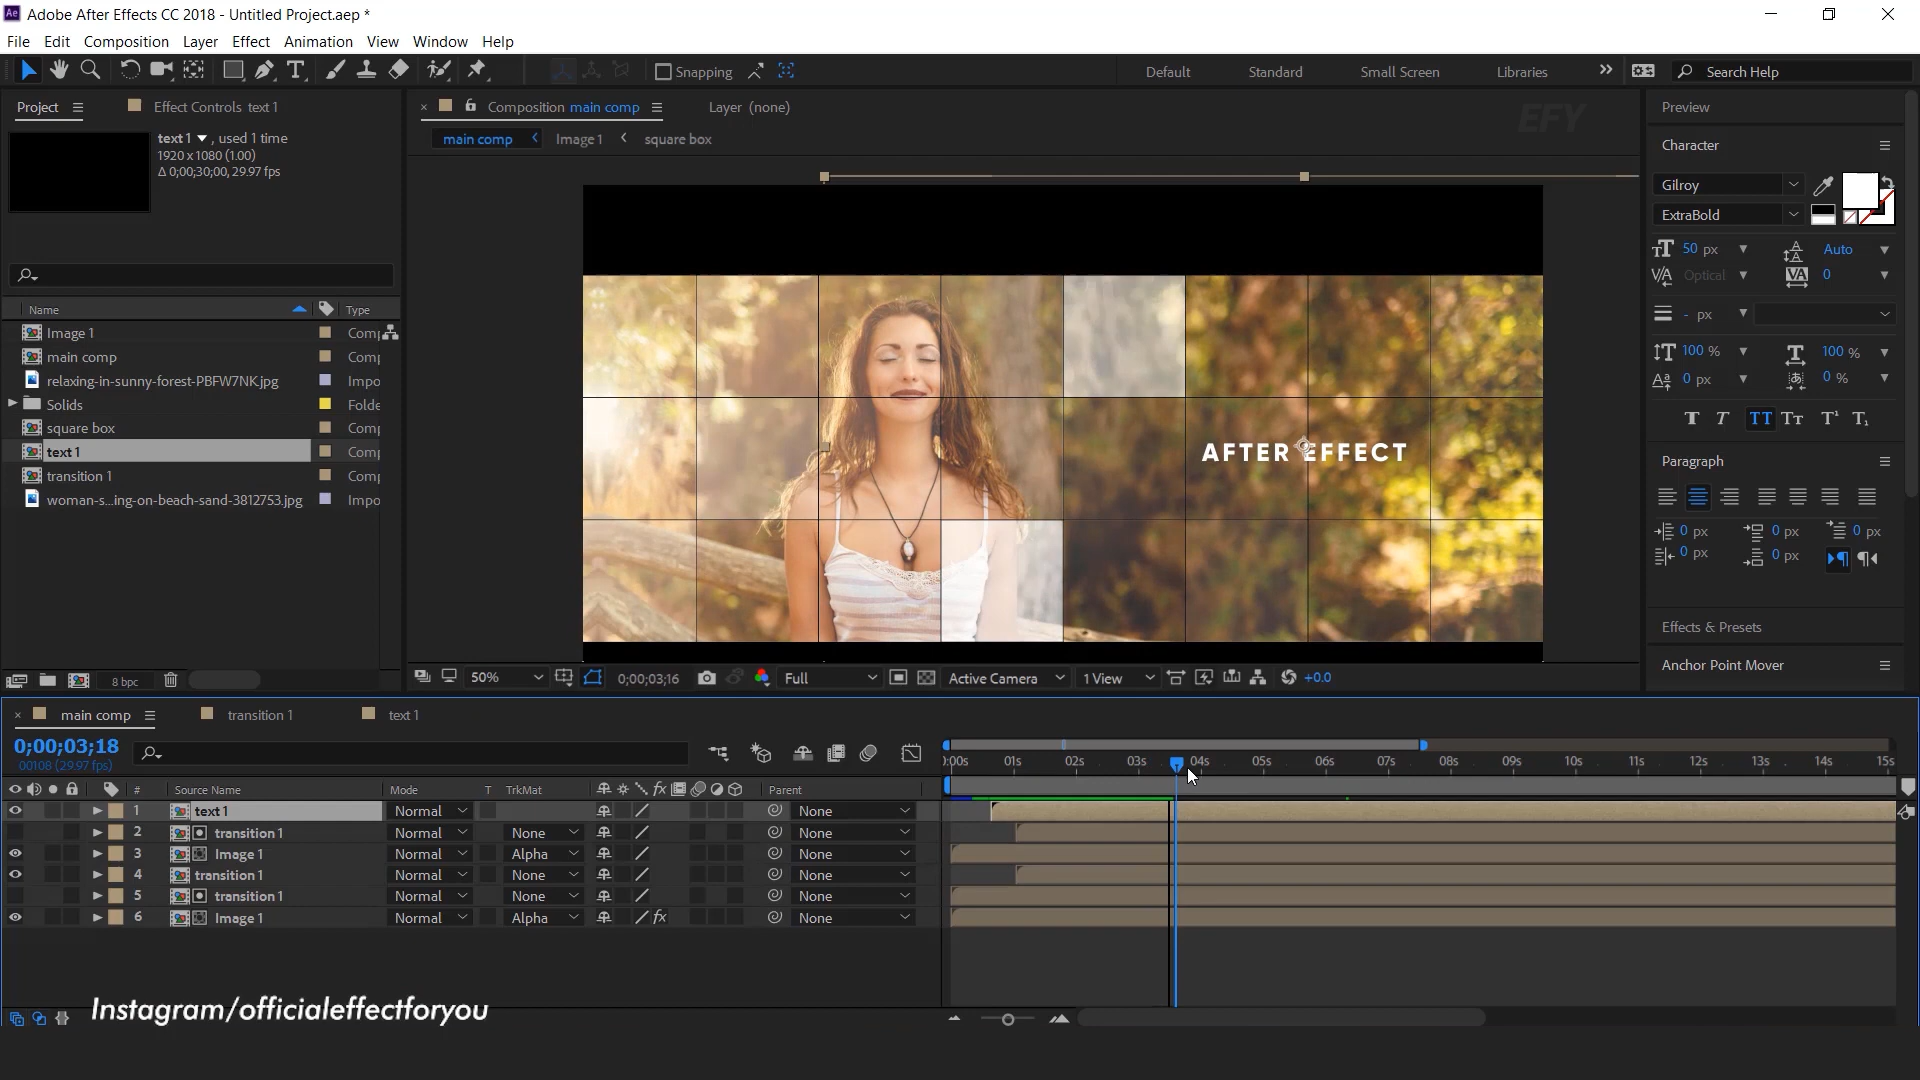 Ae Adobe After Effects CC 2018 - Untitled Project.aep *
File Edit Composition Layer Effect Animation View Window Help
Snapping
Default Standard Small Screen Libraries Search Help
Project Effect Controls text 1
Composition main comp Layer (none)
EFY
Preview
text 1 , used 1 time
1920 x 1080 (1.00)
Δ 0;00;30;00, 29.97 fps
main comp Image 1 square box
Character
Gilroy
ExtraBold
50 px Auto
Optical 0
- px
100 % 100 %
0 px 0 %
T T TT Tт T¹ T₁
Name Type
Image 1 Comp
main comp Comp
relaxing-in-sunny-forest-PBFW7NK.jpg Impo
Solids Folde
square box Comp
text 1 Comp
transition 1 Comp
woman-s...ing-on-beach-sand-3812753.jpg Impo
AFTER EFFECT
Paragraph
0 px 0 px 0 px
0 px 0 px
Effects & Presets
Anchor Point Mover
8 bpc
50% 0;00;03;16 Full Active Camera 1 View +0.0
main comp transition 1 text 1
0;00;03;18
00108 (29.97 fps)
):00s 01s 02s 03s 04s 05s 06s 07s 08s 09s 10s 11s 12s 13s 14s 15s
# Source Name Mode T TrkMat Parent
1 text 1 Normal None
2 transition 1 Normal None None
3 Image 1 Normal Alpha None
4 transition 1 Normal None None
5 transition 1 Normal None None
6 Image 1 Normal Alpha fx None
Instagram/officialeffectforyou